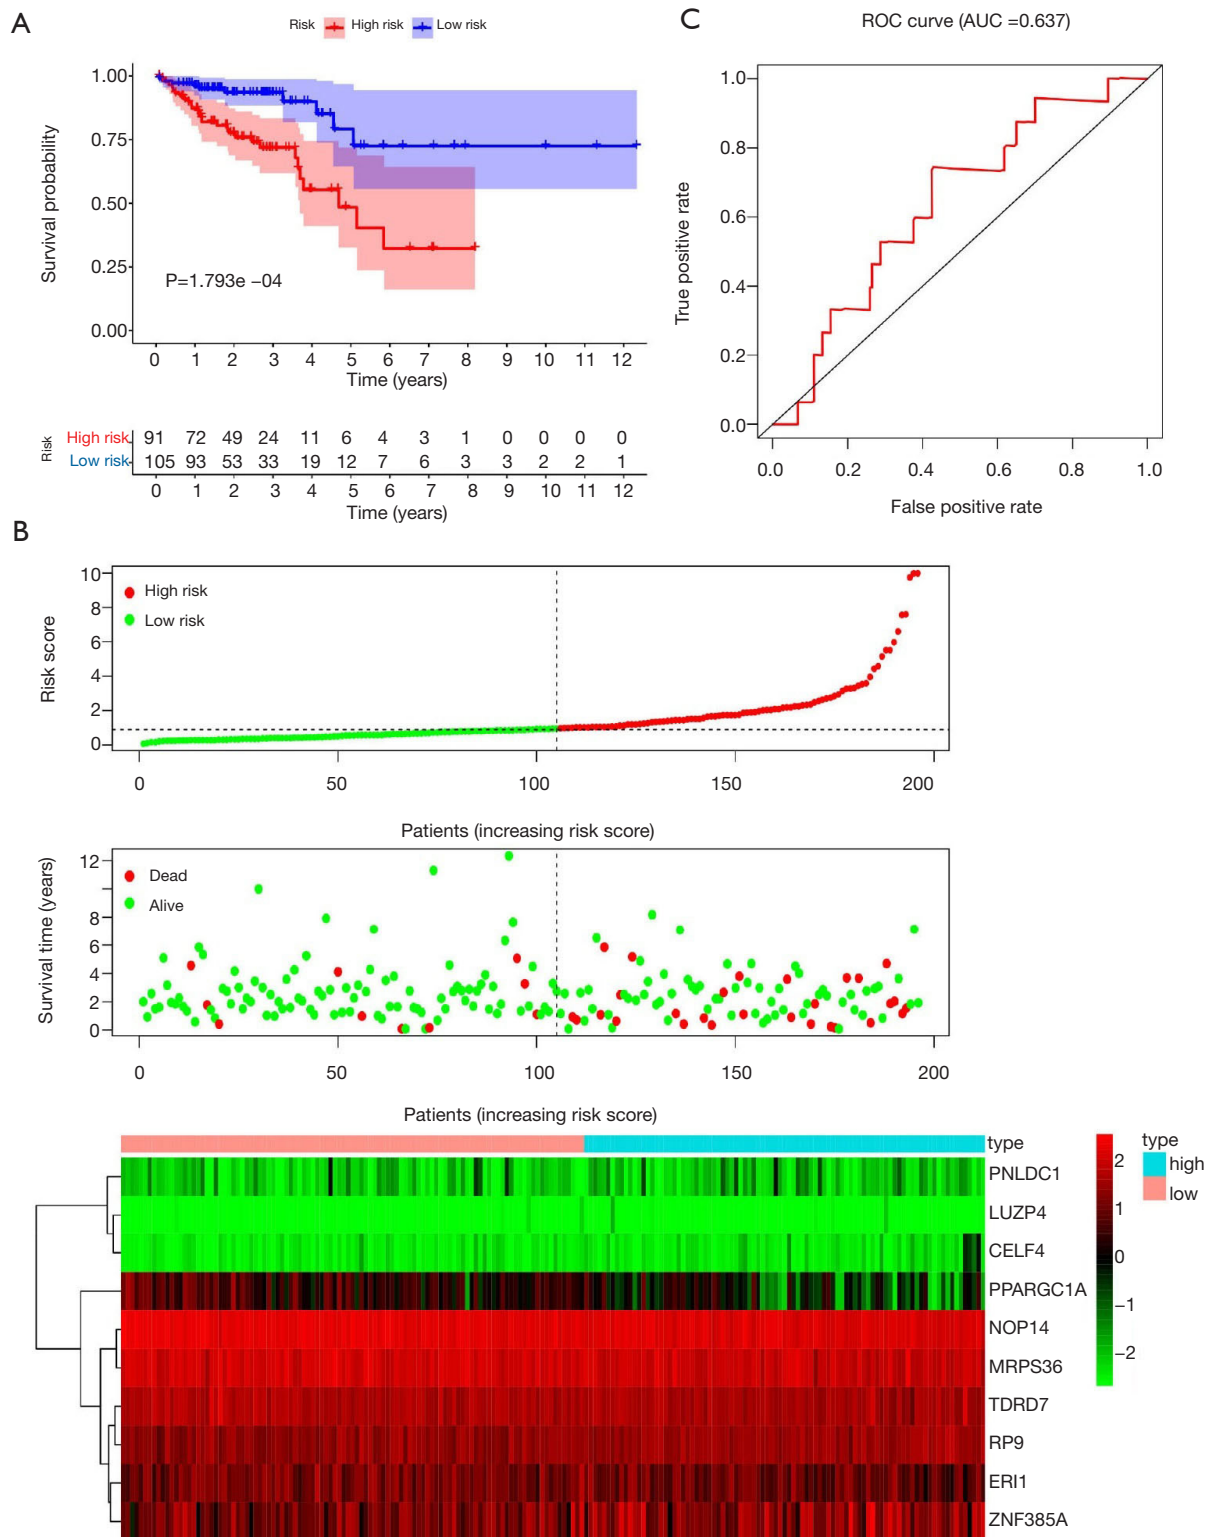 A
Risk High risk Low risk
1.00
0.75
0.50
0.25
0.00
Survival probability
P=1.793e −04
0 1 2 3 4 5 6 7 8 9 10 11 12
Time (years)
Risk
High risk 91 72 49 24 11 6 4 3 1 0 0 0 0
Low risk 105 93 53 33 19 12 7 6 3 3 2 2 1
0 1 2 3 4 5 6 7 8 9 10 11 12
Time (years)
C
ROC curve (AUC =0.637)
1.0
0.8
0.6
0.4
0.2
0.0
True positive rate
0.0 0.2 0.4 0.6 0.8 1.0
False positive rate
B
10
8
6
4
2
0
Risk score
High risk
Low risk
0 50 100 150 200
Patients (increasing risk score)
12
8
6
4
2
0
Survival time (years)
Dead
Alive
0 50 100 150 200
Patients (increasing risk score)
type
PNLDC1
LUZP4
CELF4
PPARGC1A
NOP14
MRPS36
TDRD7
RP9
ERI1
ZNF385A
2
1
0
−1
−2
type
high
low